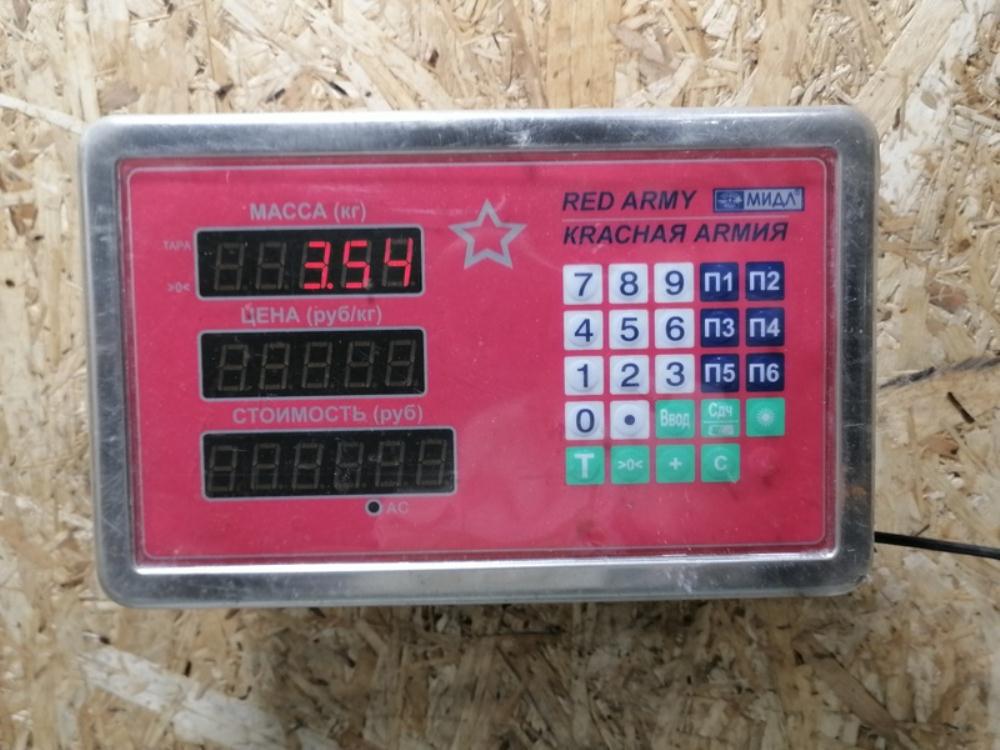 МАССА (кг)
ТАРА
3.54
>0<
ЦЕНА (руб/кг)
СТОИМОСТЬ (руб)
AC
RED ARMY МИДЛ
КRАСНАЯ ARMИЯ
7 8 9 П1 П2
4 5 6 П3 П4
1 2 3 П5 П6
0 • Ввод Сдч
T >0< + C